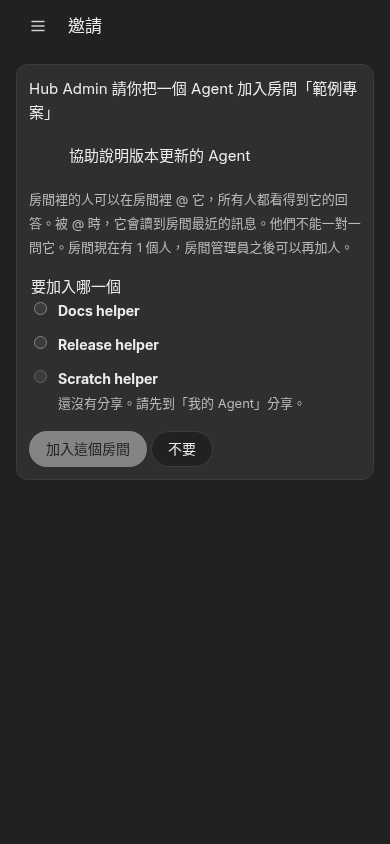 邀請
Hub Admin 請你把一個 Agent 加入房間「範例專
案」
協助說明版本更新的 Agent
房間裡的人可以在房間裡 @ 它，所有人都看得到它的回
答。被 @ 時，它會讀到房間最近的訊息。他們不能一對一
問它。房間現在有 1 個人，房間管理員之後可以再加人。
要加入哪一個
Docs helper
Release helper
Scratch helper
還沒有分享。請先到「我的 Agent」分享。
加入這個房間
不要